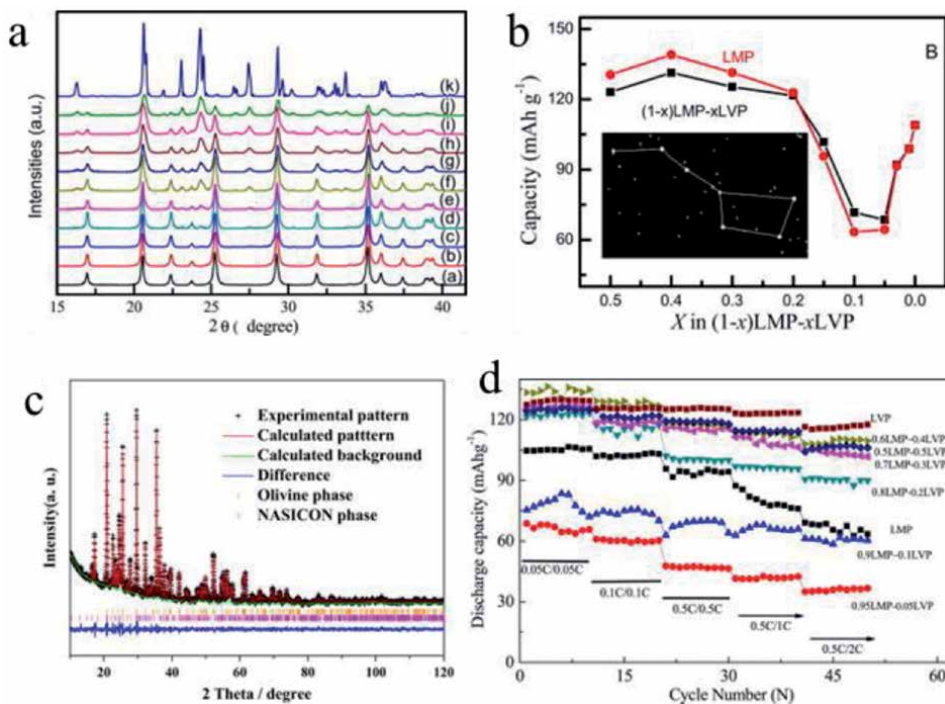 a
Intensities (a.u.)
(k)
(j)
(i)
(h)
(g)
(f)
(e)
(d)
(c)
(b)
(a)
15 20 25 30 35 40
2 θ ( degree)
b
B
Capacity (mAh g-1)
150
120
90
60
LMP
(1-x)LMP-xLVP
0.5 0.4 0.3 0.2 0.1 0.0
X in (1-x)LMP-xLVP
c
Intensity(a. u.)
Experimental pattern
Calculated patttern
Calculated background
Difference
Olivine phase
NASICON phase
20 40 60 80 100 120
2 Theta / degree
d
Discharge capacity (mAhg-1)
120
90
60
30
0
LVP
0.6LMP-0.4LVP
0.5LMP-0.5LVP
0.7LMP-0.3LVP
0.8LMP-0.2LVP
LMP
0.9LMP-0.1LVP
0.95LMP-0.05LVP
0.05C/0.05C
0.1C/0.1C
0.5C/0.5C
0.5C/1C
0.5C/2C
0 15 30 45 60
Cycle Number (N)